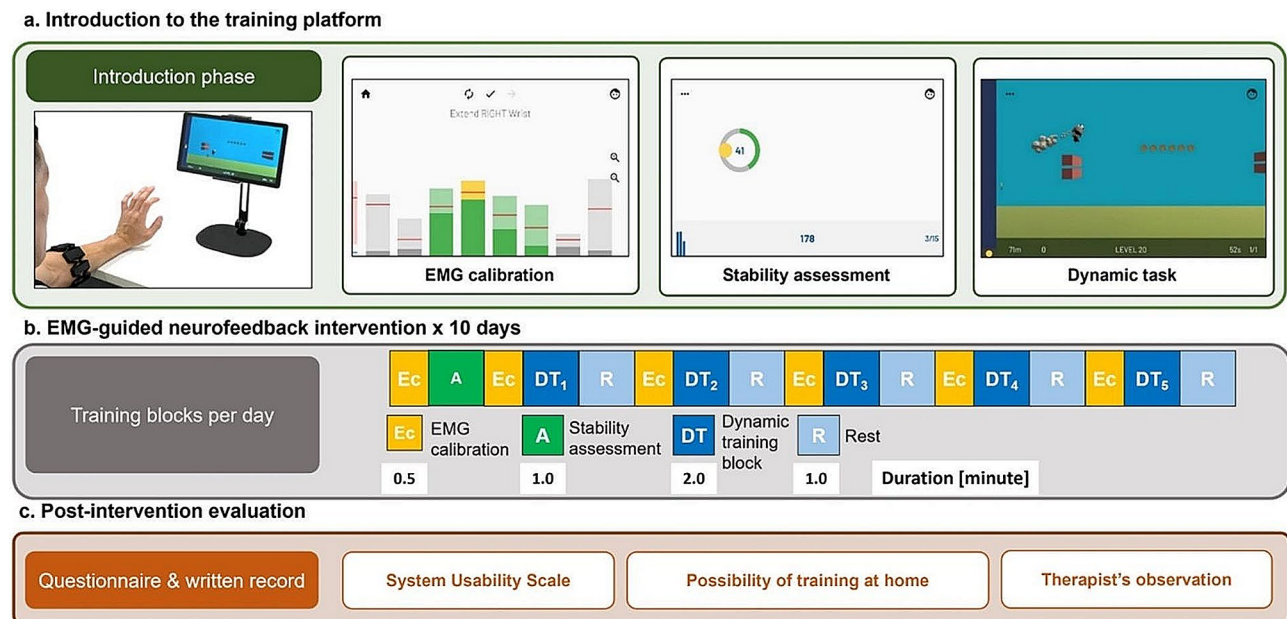 a. Introduction to the training platform
Introduction phase
Extend RIGHT Wrist
EMG calibration
41
178
3/15
Stability assessment
71m 0 LEVEL 20 52s 1/1
Dynamic task
b. EMG-guided neurofeedback intervention x 10 days
Training blocks per day
Ec A Ec DT₁ R Ec DT₂ R Ec DT₃ R Ec DT₄ R Ec DT₅ R
Ec EMG calibration
A Stability assessment
DT Dynamic training block
R Rest
0.5 1.0 2.0 1.0 Duration [minute]
c. Post-intervention evaluation
Questionnaire & written record
System Usability Scale
Possibility of training at home
Therapist's observation